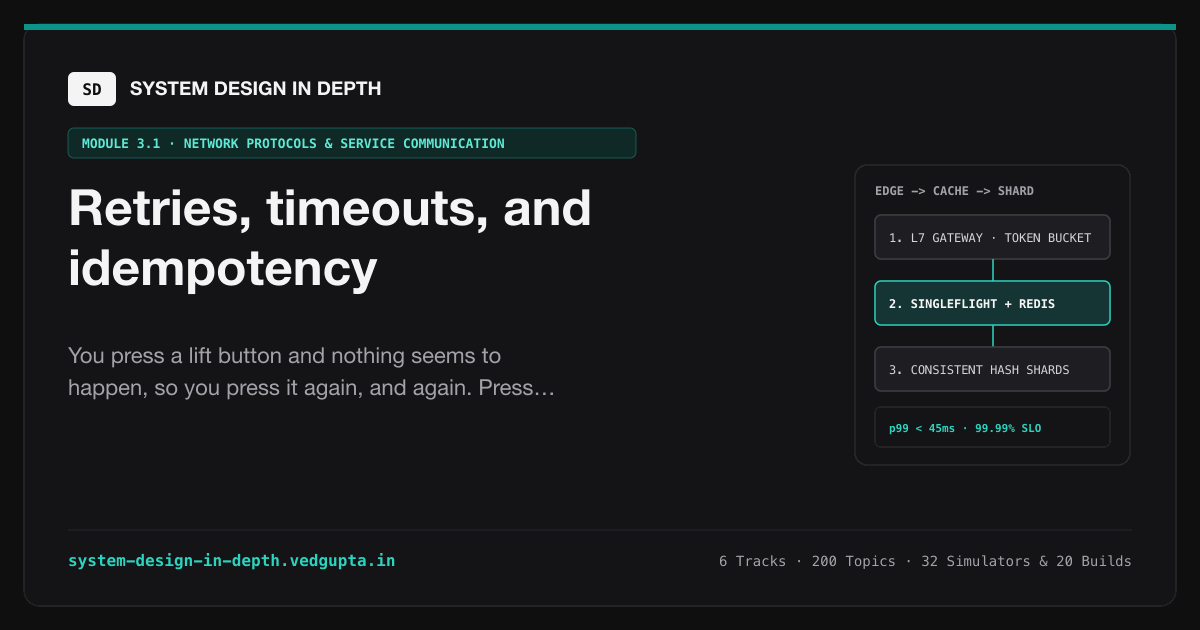 SD
SYSTEM DESIGN IN DEPTH
MODULE 3.1 · NETWORK PROTOCOLS & SERVICE COMMUNICATION
Retries, timeouts, and
idempotency
You press a lift button and nothing seems to
happen, so you press it again, and again. Press…
EDGE —> CACHE —> SHARD
1. L7 GATEWAY · TOKEN BUCKET
2. SINGLEFLIGHT + REDIS
3. CONSISTENT HASH SHARDS
p99 < 45ms · 99.99% SLO
system-design-in-depth.vedgupta.in
6 Tracks · 200 Topics · 32 Simulators & 20 Builds